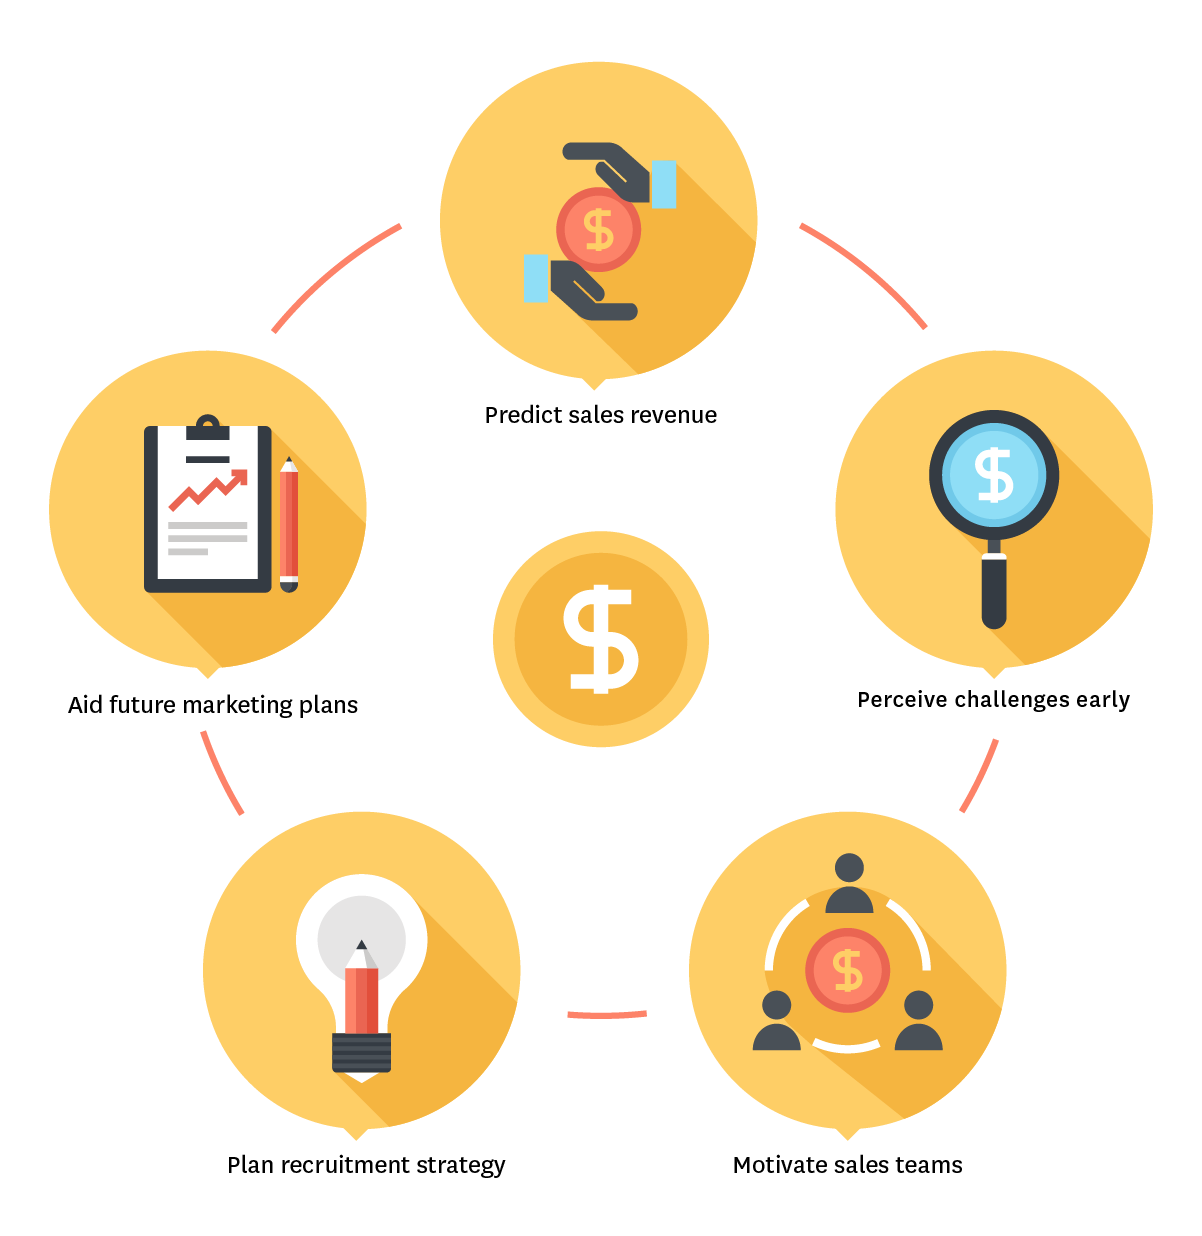 Predict sales revenue
Perceive challenges early
Motivate sales teams
Plan recruitment strategy
Aid future marketing plans
$
$
$
$